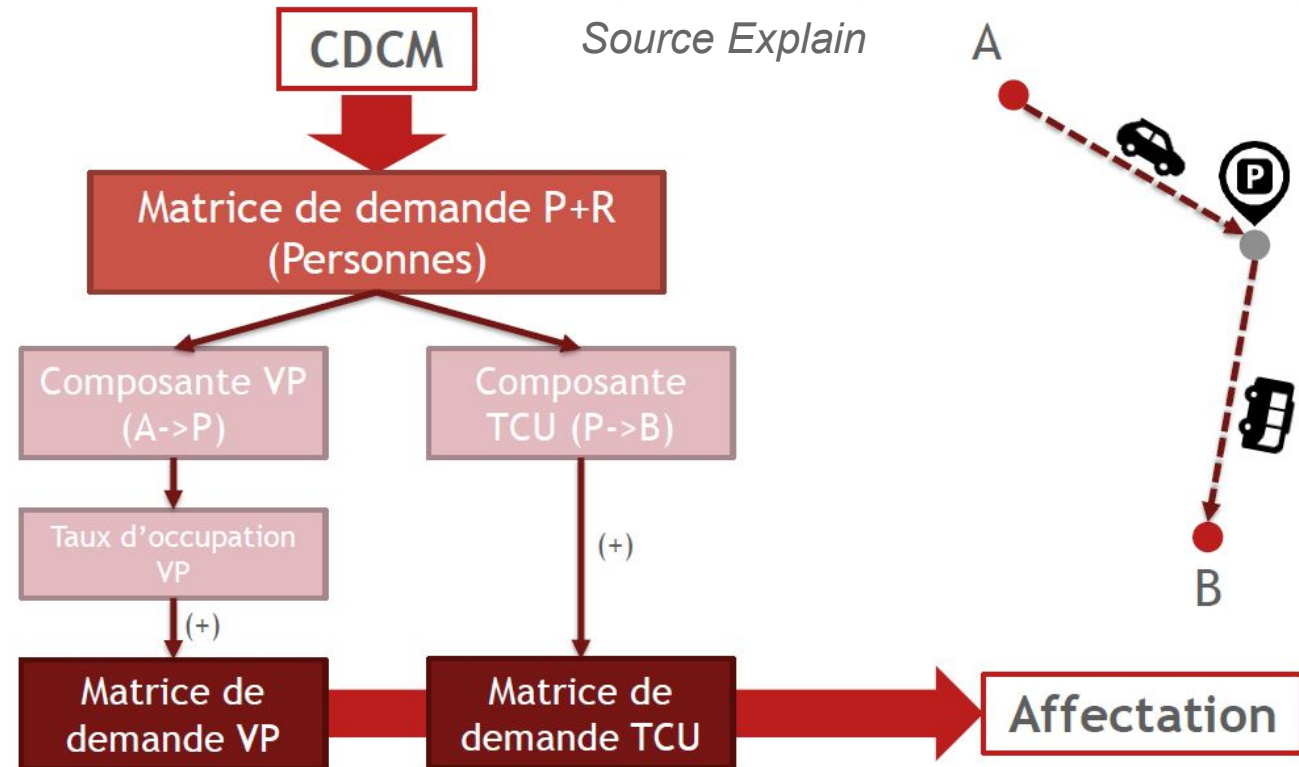 CDCM
Source Explain
A
P
Matrice de demande P+R
(Personnes)
Composante VP
(A->P)
Composante
TCU (P->B)
Taux d'occupation
VP
(+)
(+)
B
Matrice de
demande VP
Matrice de
demande TCU
Affectation